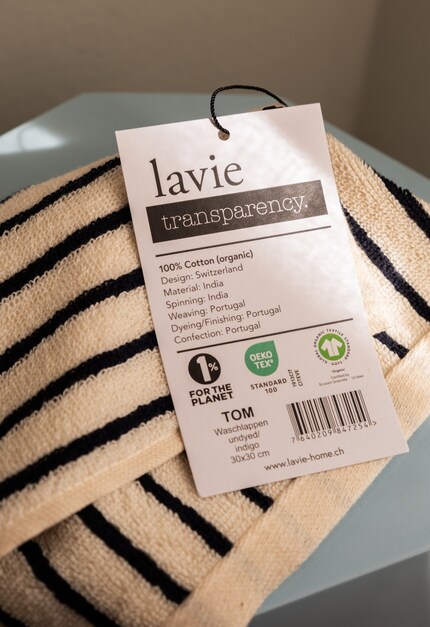 lavie
transparency.
100% Cotton (organic)
Design: Switzerland
Material: India
Spinning: India
Weaving: Portugal
Dyeing/Finishing: Portugal
Confection: Portugal
1%
FOR THE
PLANET
OEKO
TEX®
STANDARD
100
TOM
Waschlappen
undyed/
indigo
30x30 cm
7640209847254
www.lavie-home.ch